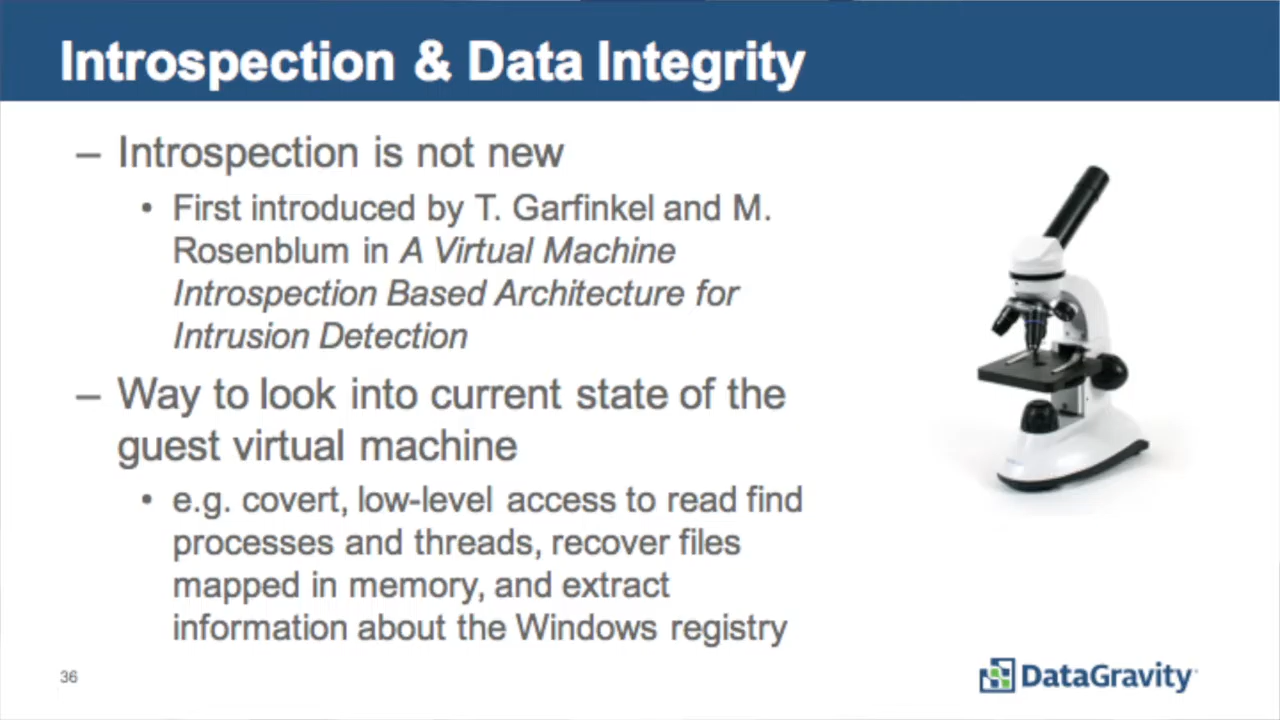 Introspection & Data Integrity
– Introspection is not new
• First introduced by T. Garfinkel and M.
Rosenblum in A Virtual Machine
Introspection Based Architecture for
Intrusion Detection
– Way to look into current state of the
guest virtual machine
• e.g. covert, low-level access to read find
processes and threads, recover files
mapped in memory, and extract
information about the Windows registry
36
DataGravity